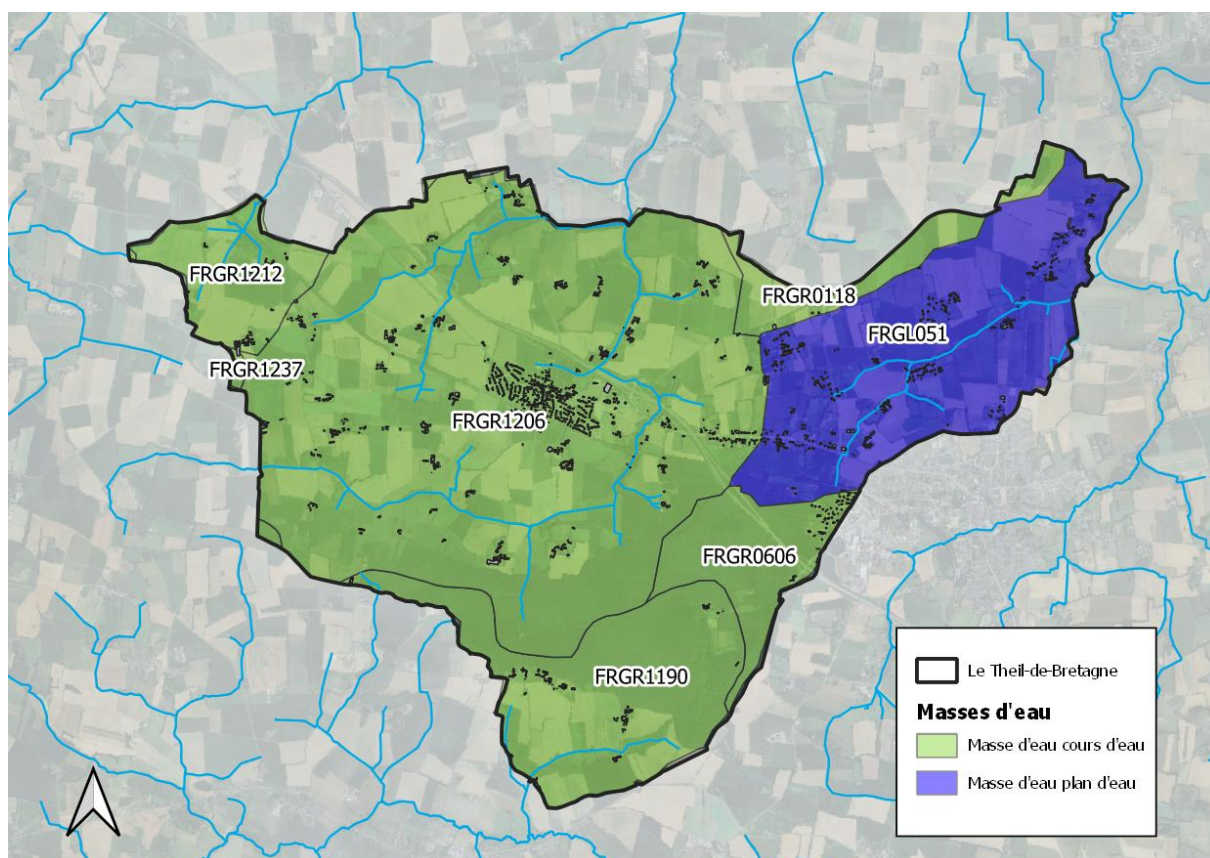 FRGR1212
FRGR0118
FRGL051
FRGR1237
FRGR1206
FRGR0606
FRGR1190
Le Theil-de-Bretagne
Masses d'eau
Masse d'eau cours d'eau
Masse d'eau plan d'eau